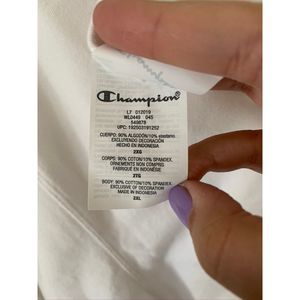 Champion
L7 012019
WL0449 045
549878
UPC: 192503191252
CUERPO: 90% ALGODÓN/10% elastano.
EXCLUYENDO DECORACIÓN
HECHO EN INDONESIA
2XG
CORPS: 90% COTON/10% SPANDEX.
ORNEMENTS NON COMPRIS
FABRIQUÉ EN INDONÉSIE
2TG
BODY: 90% COTTON/10% SPANDEX.
EXCLUSIVE OF DECORATION
MADE IN INDONESIA
2XL